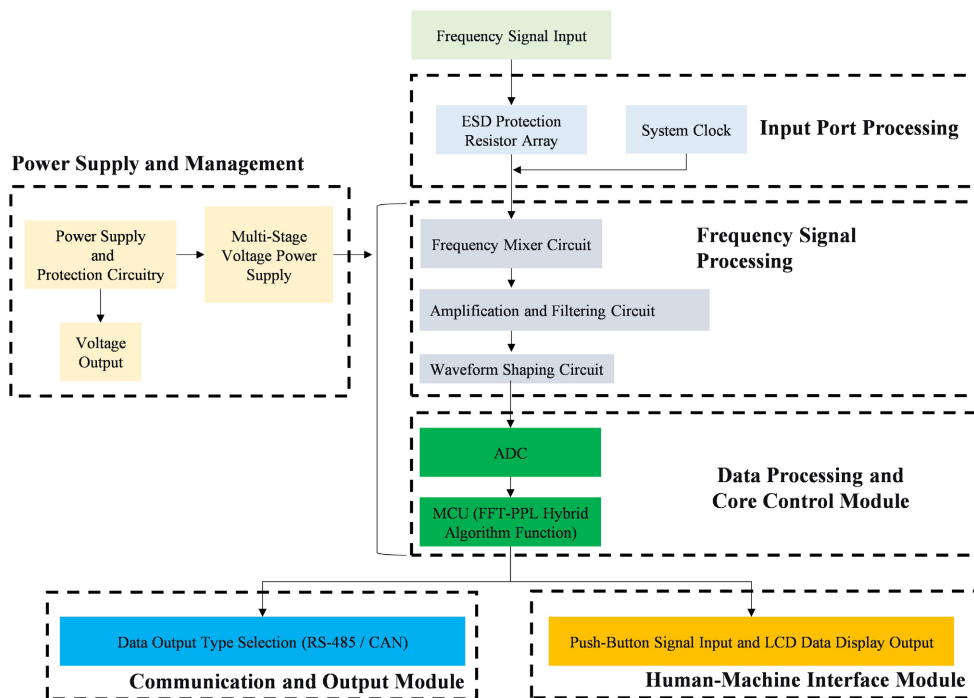 Frequency Signal Input
ESD Protection
Resistor Array
System Clock
Input Port Processing
Power Supply and Management
Power Supply
and
Protection Circuitry
Multi-Stage
Voltage Power
Supply
Voltage
Output
Frequency Mixer Circuit
Frequency Signal
Processing
Amplification and Filtering Circuit
Waveform Shaping Circuit
ADC
MCU (FFT-PPL Hybrid
Algorithm Function)
Data Processing and
Core Control Module
Data Output Type Selection (RS-485 / CAN)
Communication and Output Module
Push-Button Signal Input and LCD Data Display Output
Human-Machine Interface Module